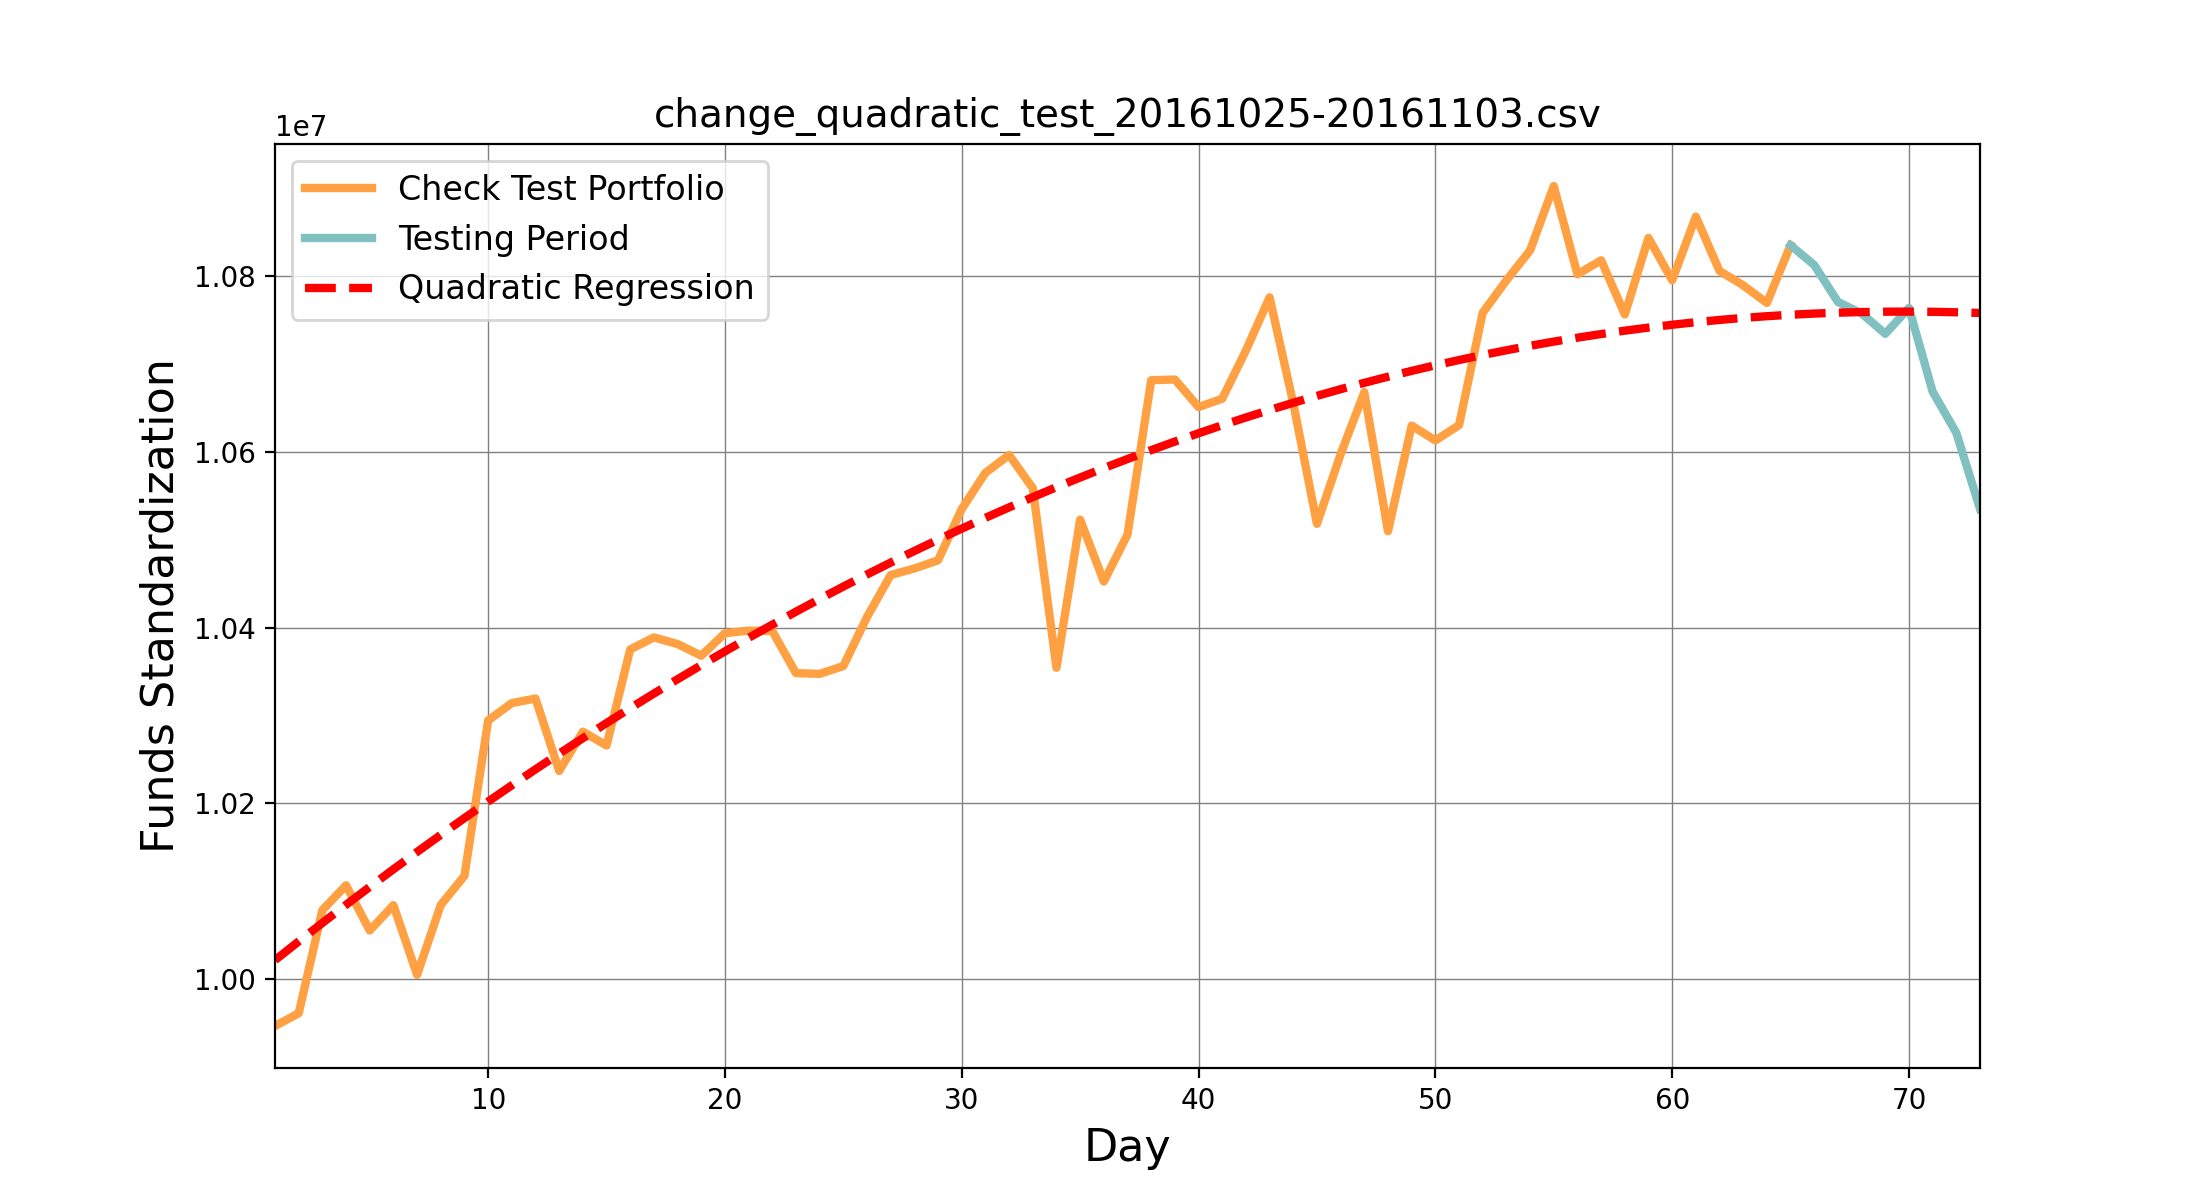 change_quadratic_test_20161025-20161103.csv
1e7
Check Test Portfolio
Testing Period
Quadratic Regression
1.08
1.06
1.04
1.02
1.00
Funds Standardization
10 20 30 40 50 60 70
Day